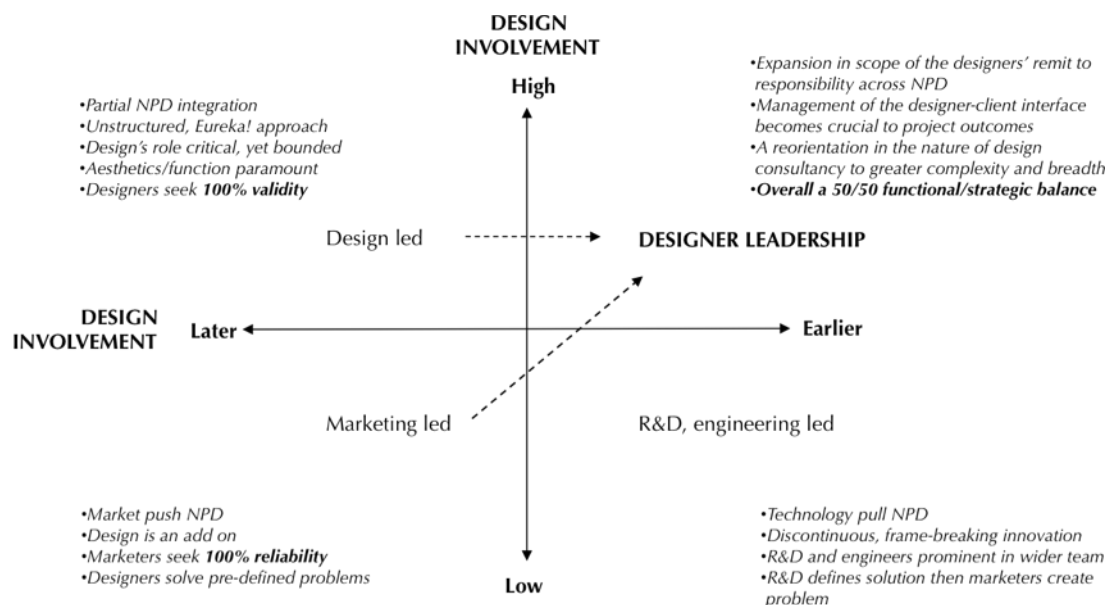 DESIGN
INVOLVEMENT
High
•Partial NPD integration
•Unstructured, Eureka! approach
•Design's role critical, yet bounded
•Aesthetics/function paramount
•Designers seek 100% validity
•Expansion in scope of the designers' remit to
responsibility across NPD
•Management of the designer-client interface
becomes crucial to project outcomes
•A reorientation in the nature of design
consultancy to greater complexity and breadth
•Overall a 50/50 functional/strategic balance
Design led
DESIGNER LEADERSHIP
DESIGN
INVOLVEMENT
Later
Earlier
Marketing led
R&D, engineering led
•Market push NPD
•Design is an add on
•Marketers seek 100% reliability
•Designers solve pre-defined problems
Low
•Technology pull NPD
•Discontinuous, frame-breaking innovation
•R&D and engineers prominent in wider team
•R&D defines solution then marketers create
problem